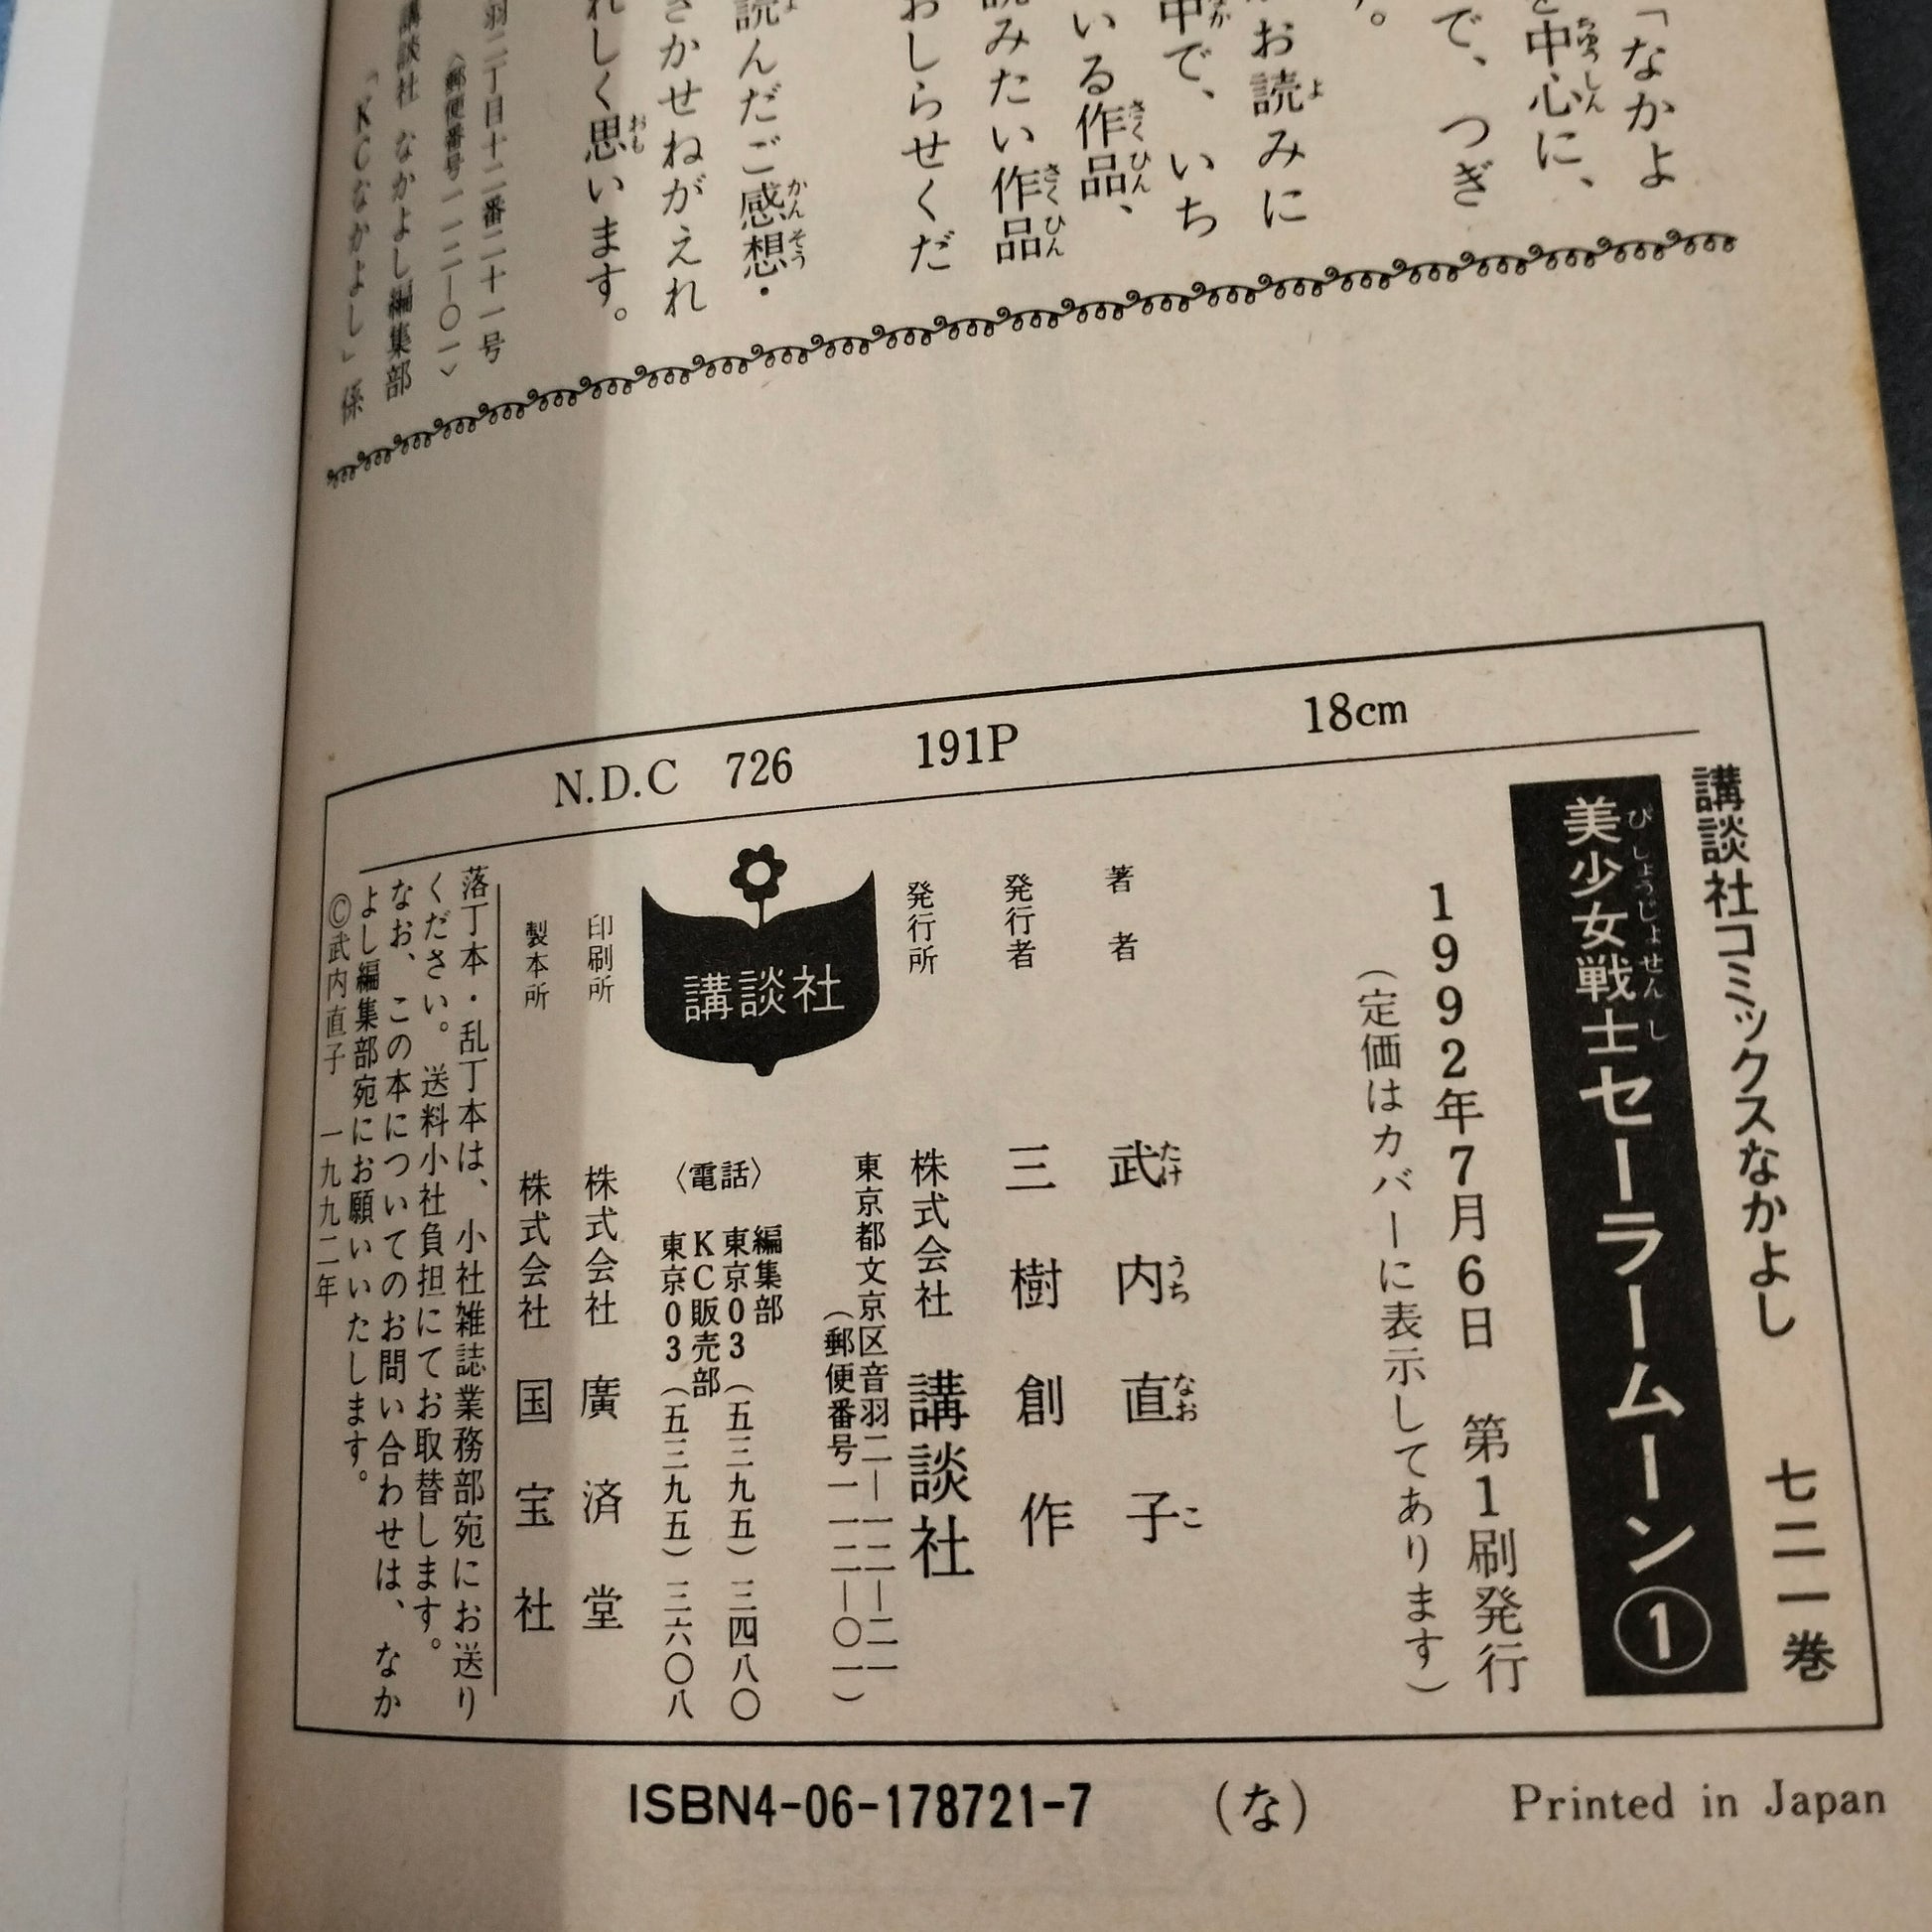 「なかよ
中心に、
で、つぎ
す。
お読みに
中で、いち
いる作品、
読みたい作品
おしらせくだ
読んだご感想・
きかせねがえれ
れしく思います。
羽二丁目十二番二十一号
〈郵便番号一一二―〇一〉
講談社 なかよし編集部
「KCなかよし」係
N.D.C 726 191P 18cm
講談社コミックスなかよし 七二一巻
美少女戦士セーラームーン①
1992年7月6日 第1刷発行
(定価はカバーに表示してあります)
著者 武内直子
発行者 三樹創作
発行所 株式会社 講談社
東京都文京区音羽二―一二―二一
(郵便番号一一二―〇一)
〈電話〉
編集部
東京03(五三九五)三四八〇
KC販売部
東京03(五三九五)三六〇八
講談社
印刷所 株式会社 廣済堂
製本所 株式会社 国宝社
落丁本・乱丁本は、小社雑誌業務部宛にお送り
ください。送料小社負担にてお取替します。
なお、この本についてのお問い合わせは、なか
よし編集部宛にお願いいたします。
©武内直子 一九九二年
ISBN4-06-178721-7 (な) Printed in Japan